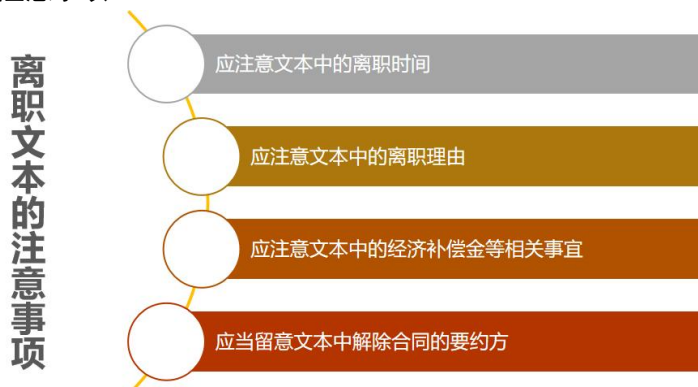 离职文本的注意事项
应注意文本中的离职时间
应注意文本中的离职理由
应注意文本中的经济补偿金等相关事宜
应当留意文本中解除合同的要约方